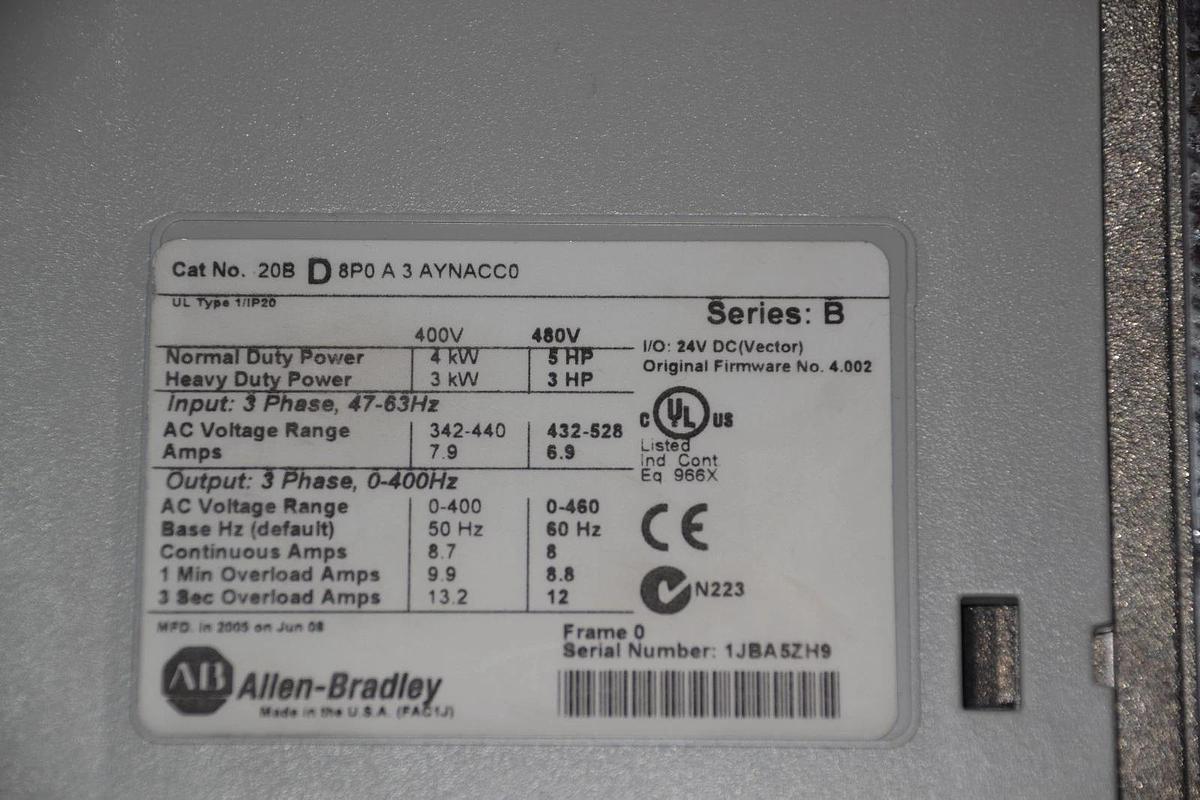 Cat No. 20B D 8P0 A 3 AYNACC0
UL Type 1/IP20
Series: B
400V 480V
I/O: 24V DC(Vector)
Normal Duty Power 4 kW 5 HP
Original Firmware No. 4.002
Heavy Duty Power 3 kW 3 HP
Input: 3 Phase, 47-63Hz
C UL US
AC Voltage Range 342-440 432-528
Listed
Amps 7.9 6.9
Ind Cont
Eq 966X
Output: 3 Phase, 0-400Hz
AC Voltage Range 0-400 0-460
Base Hz (default) 50 Hz 60 Hz
CE
Continuous Amps 8.7 8
1 Min Overload Amps 9.9 8.8
N223
3 Sec Overload Amps 13.2 12
MFD. in 2005 on Jun 08
Frame 0
Serial Number: 1JBA5ZH9
AB Allen-Bradley
Made in the U.S.A. (FAC1J)